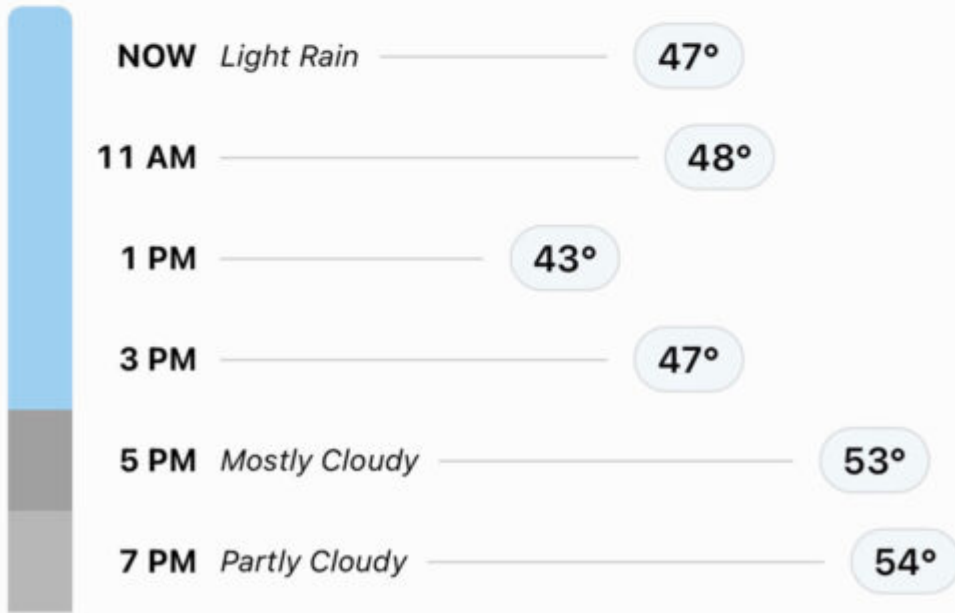 NOW Light Rain 47°
11 AM 48°
1 PM 43°
3 PM 47°
5 PM Mostly Cloudy 53°
7 PM Partly Cloudy 54°